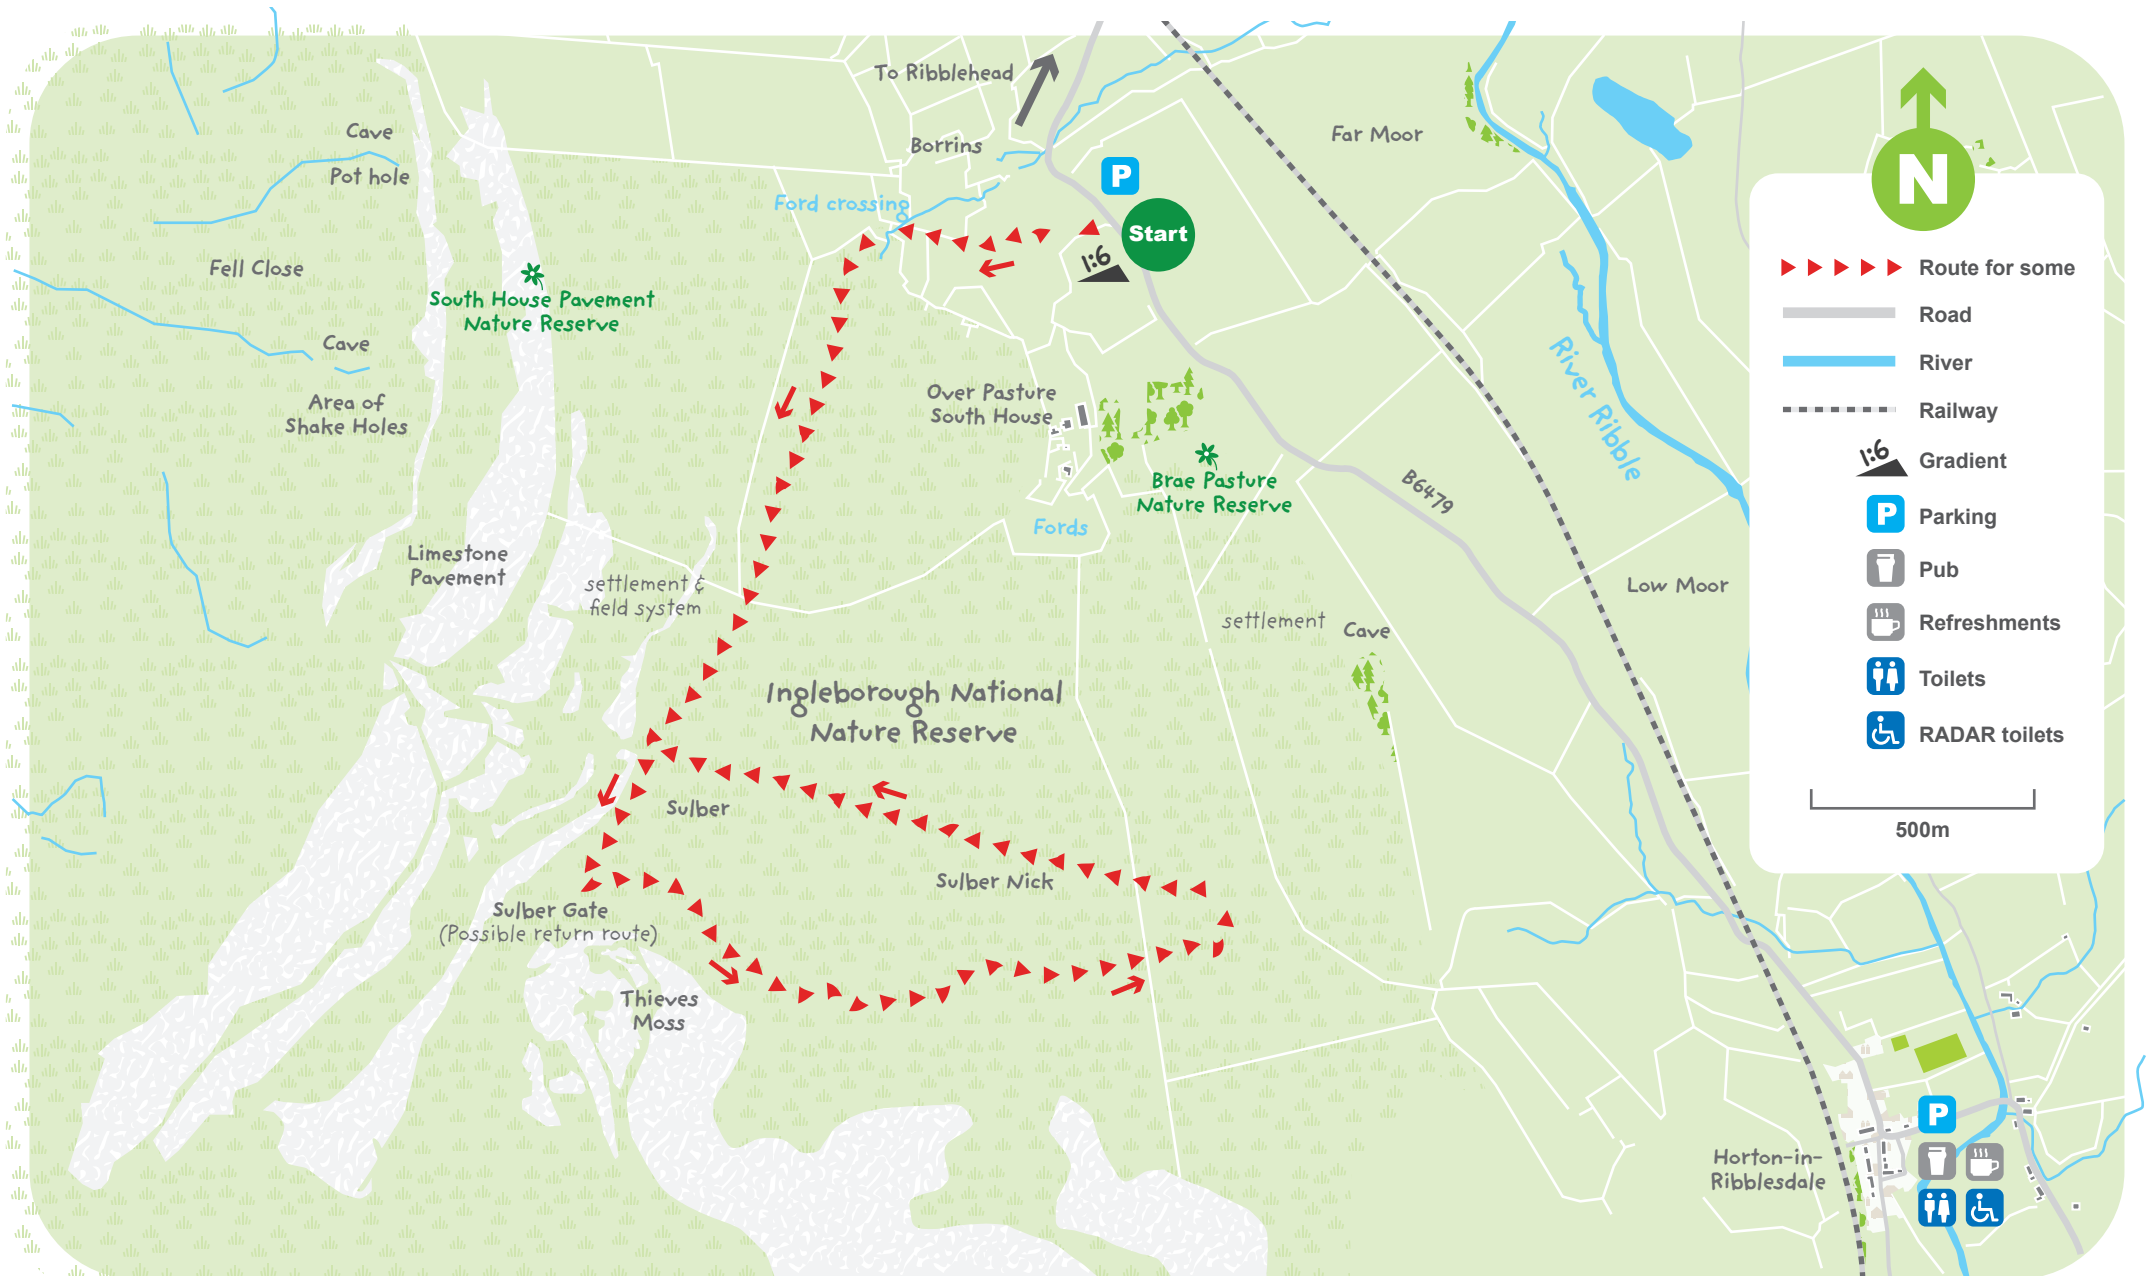 To Ribblehead
Borrins
Far Moor
P
Start
N
Cave
Pot hole
Ford crossing
1:6
Fell Close
South House Pavement
Nature Reserve
Cave
Area of
Shake Holes
Over Pasture
South House
Brae Pasture
Nature Reserve
B6479
River Ribble
Fords
Limestone
Pavement
settlement &
field system
settlement
Cave
Low Moor
Ingleborough National
Nature Reserve
Sulber
Sulber Nick
Sulber Gate
(Possible return route)
Thieves
Moss
Horton-in-
Ribblesdale
P
Route for some
Road
River
Railway
1:6
Gradient
P
Parking
Pub
Refreshments
Toilets
RADAR toilets
500m